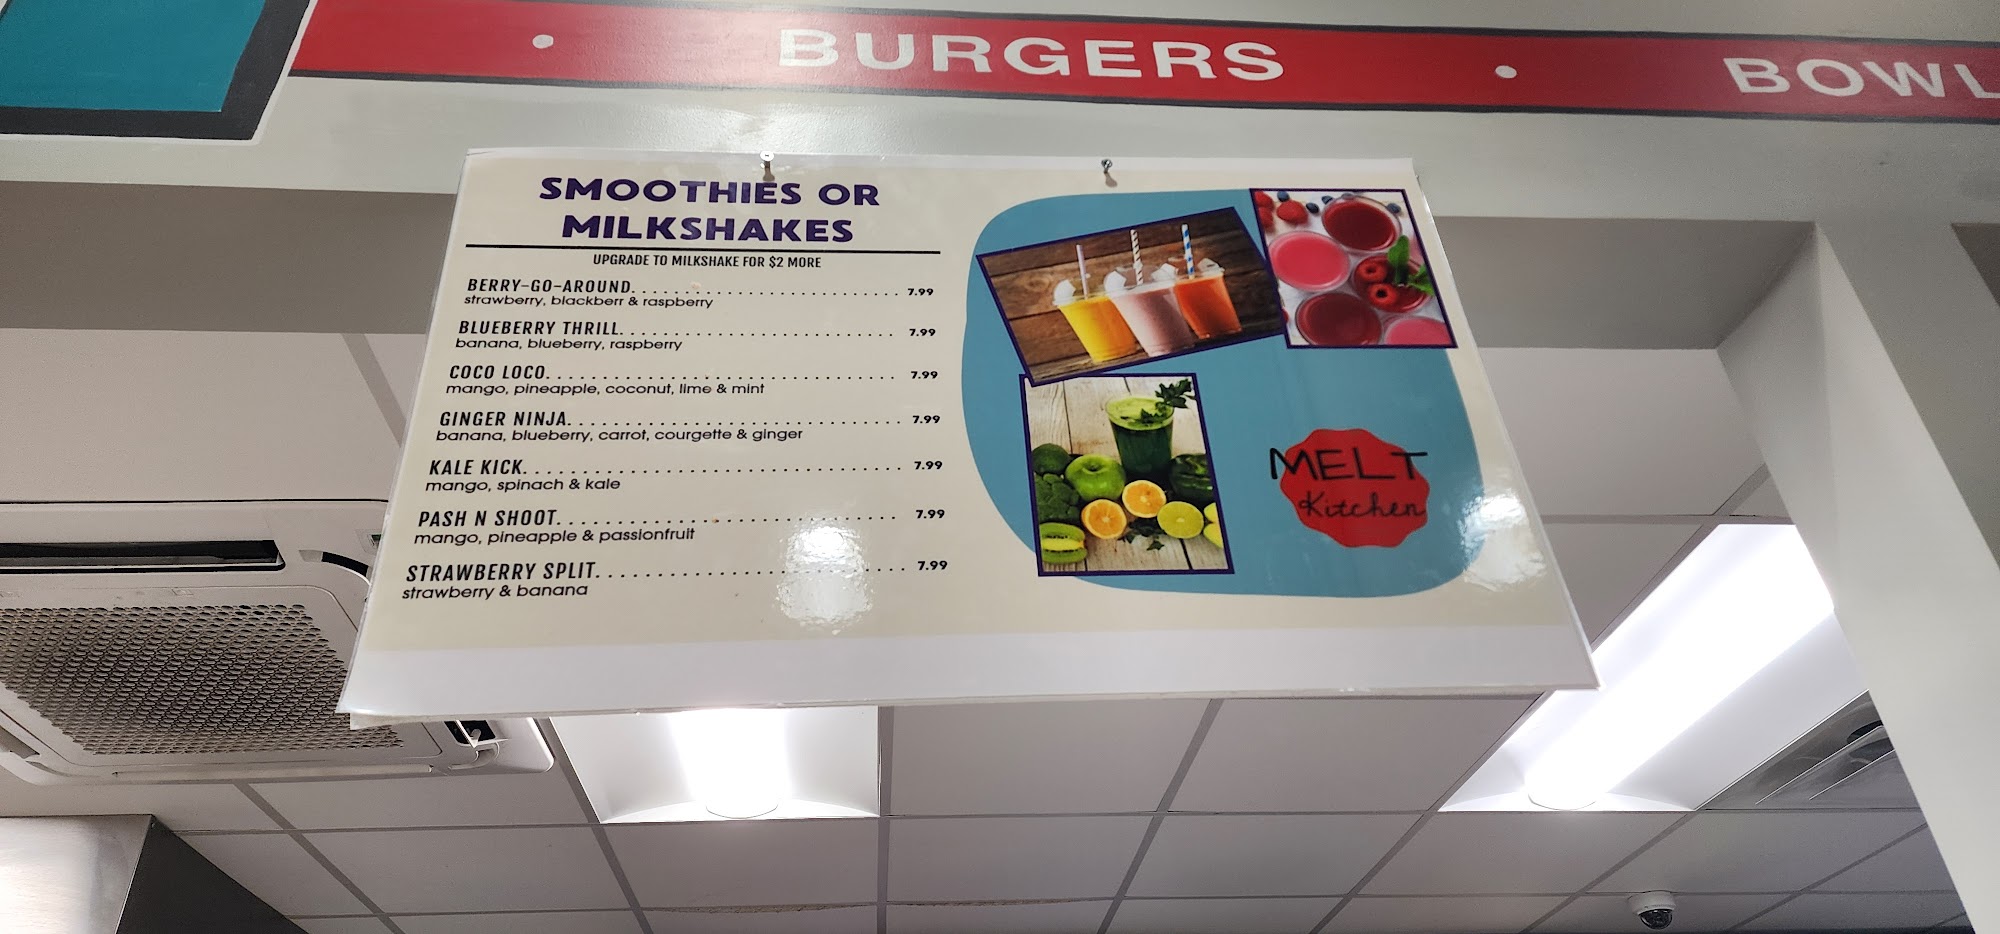 BURGERS
BOWL
SMOOTHIES OR
MILKSHAKES
UPGRADE TO MILKSHAKE FOR $2 MORE
BERRY-GO-AROUND 7.99
strawberry, blackberr & raspberry
BLUEBERRY THRILL 7.99
banana, blueberry, raspberry
COCO LOCO 7.99
mango, pineapple, coconut, lime & mint
GINGER NINJA 7.99
banana, blueberry, carrot, courgette & ginger
KALE KICK 7.99
mango, spinach & kale
PASH N SHOOT 7.99
mango, pineapple & passionfruit
STRAWBERRY SPLIT 7.99
strawberry & banana
MELT
Kitchen